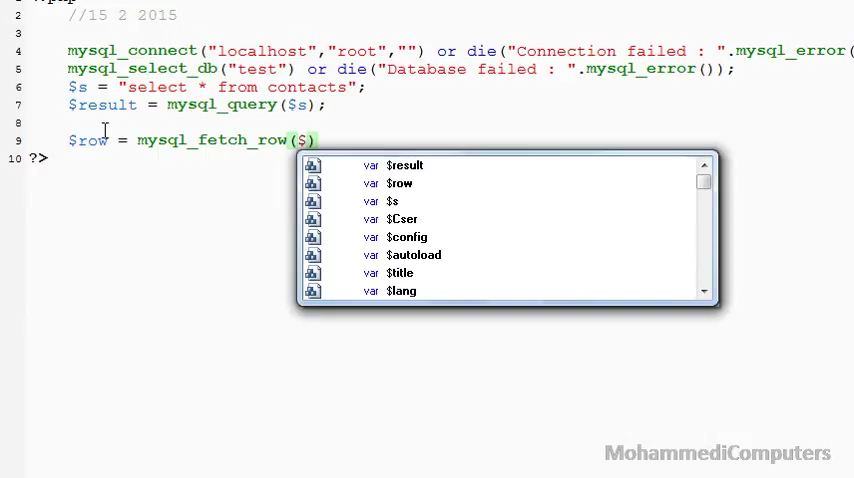 2 //15 2 2015
3
4 mysql_connect("localhost","root","") or die("Connection failed : ".mysql_error(
5 mysql_select_db("test") or die("Database failed : ".mysql_error());
6 $s = "select * from contacts";
7 $result = mysql_query($s);
8
9 $row = mysql_fetch_row($)
10 ?>
var $result
var $row
var $s
var $Cser
var $config
var $autoload
var $title
var $lang
MohammediComputers